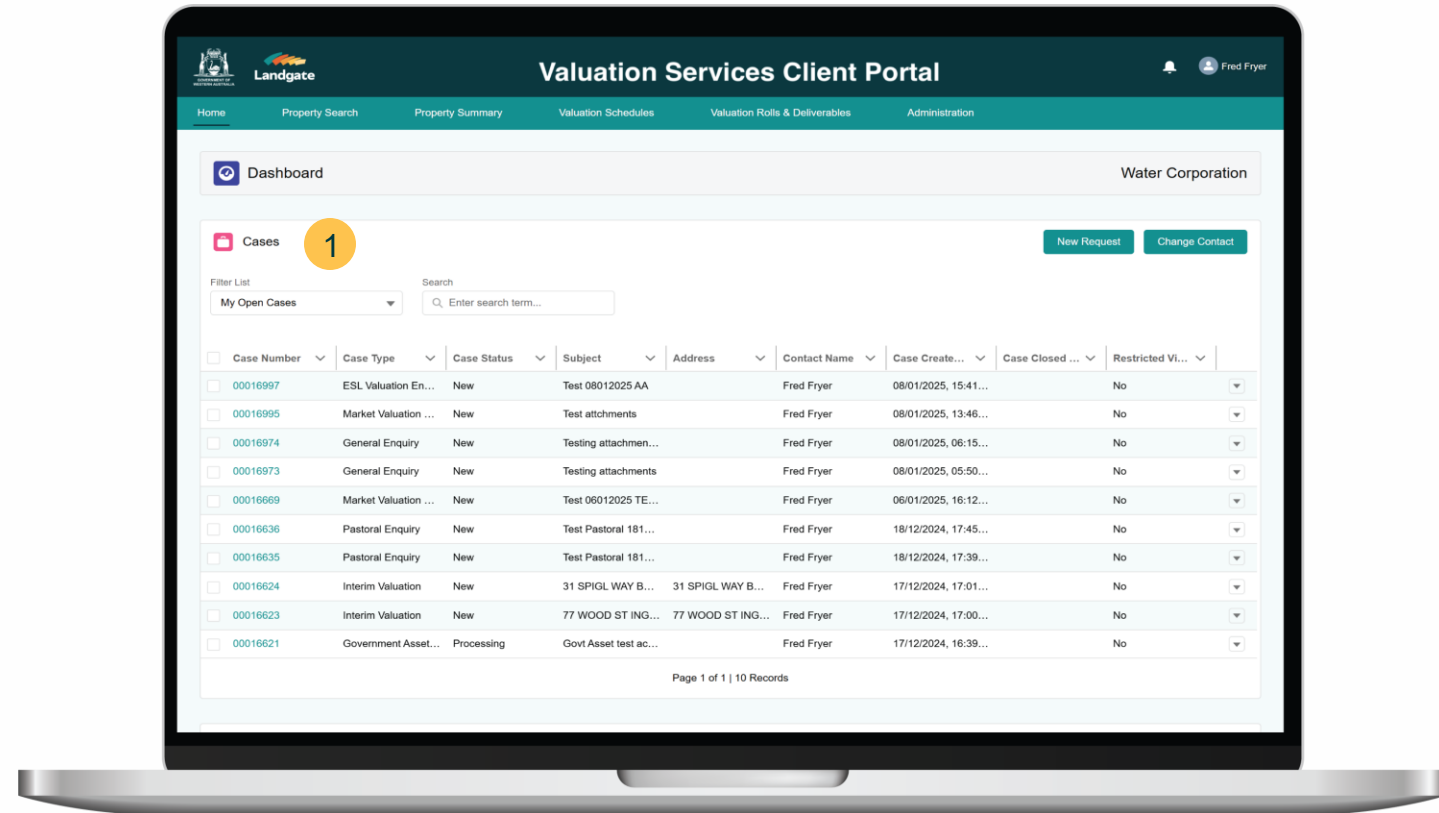 GOVERNMENT OF
WESTERN AUSTRALIA
Landgate
Valuation Services Client Portal
Fred Fryer
Home Property Search Property Summary Valuation Schedules Valuation Rolls & Deliverables Administration
Dashboard Water Corporation
Cases 1 New Request Change Contact
Filter List Search
My Open Cases Enter search term...
Case Number Case Type Case Status Subject Address Contact Name Case Create... Case Closed ... Restricted Vi...
00016997 ESL Valuation En... New Test 08012025 AA Fred Fryer 08/01/2025, 15:41... No
00016995 Market Valuation ... New Test attchments Fred Fryer 08/01/2025, 13:46... No
00016974 General Enquiry New Testing attachmen... Fred Fryer 08/01/2025, 06:15... No
00016973 General Enquiry New Testing attachments Fred Fryer 08/01/2025, 05:50... No
00016669 Market Valuation ... New Test 06012025 TE... Fred Fryer 06/01/2025, 16:12... No
00016636 Pastoral Enquiry New Test Pastoral 181... Fred Fryer 18/12/2024, 17:45... No
00016635 Pastoral Enquiry New Test Pastoral 181... Fred Fryer 18/12/2024, 17:39... No
00016624 Interim Valuation New 31 SPIGL WAY B... 31 SPIGL WAY B... Fred Fryer 17/12/2024, 17:01... No
00016623 Interim Valuation New 77 WOOD ST ING... 77 WOOD ST ING... Fred Fryer 17/12/2024, 17:00... No
00016621 Government Asset... Processing Govt Asset test ac... Fred Fryer 17/12/2024, 16:39... No
Page 1 of 1 | 10 Records